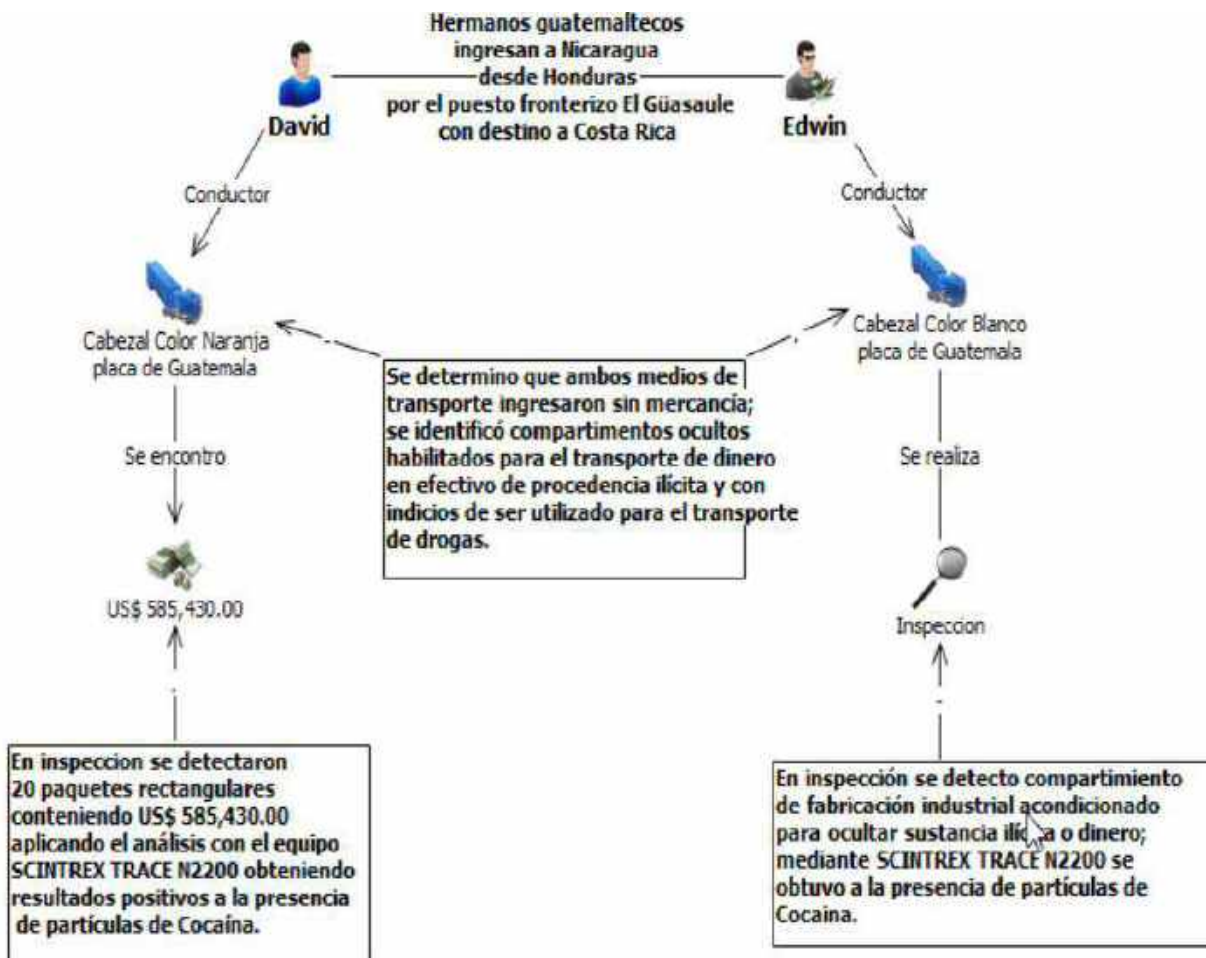 Hermanos guatemaltecos
ingresan a Nicaragua
desde Honduras
por el puesto fronterizo El Güasaule
con destino a Costa Rica
David
Edwin
Conductor
Conductor
Cabezal Color Naranja
placa de Guatemala
Cabezal Color Blanco
placa de Guatemala
Se determino que ambos medios de
transporte ingresaron sin mercancía;
se identificó compartimentos ocultos
habilitados para el transporte de dinero
en efectivo de procedencia ilícita y con
indicios de ser utilizado para el transporte
de drogas.
Se encontro
Se realiza
US$ 585,430.00
Inspeccion
En inspeccion se detectaron
20 paquetes rectangulares
conteniendo US$ 585,430.00
aplicando el análisis con el equipo
SCINTREX TRACE N2200 obteniendo
resultados positivos a la presencia
de partículas de Cocaína.
En inspección se detecto compartimiento
de fabricación industrial acondicionado
para ocultar sustancia ilícita o dinero;
mediante SCINTREX TRACE N2200 se
obtuvo a la presencia de partículas de
Cocaina.